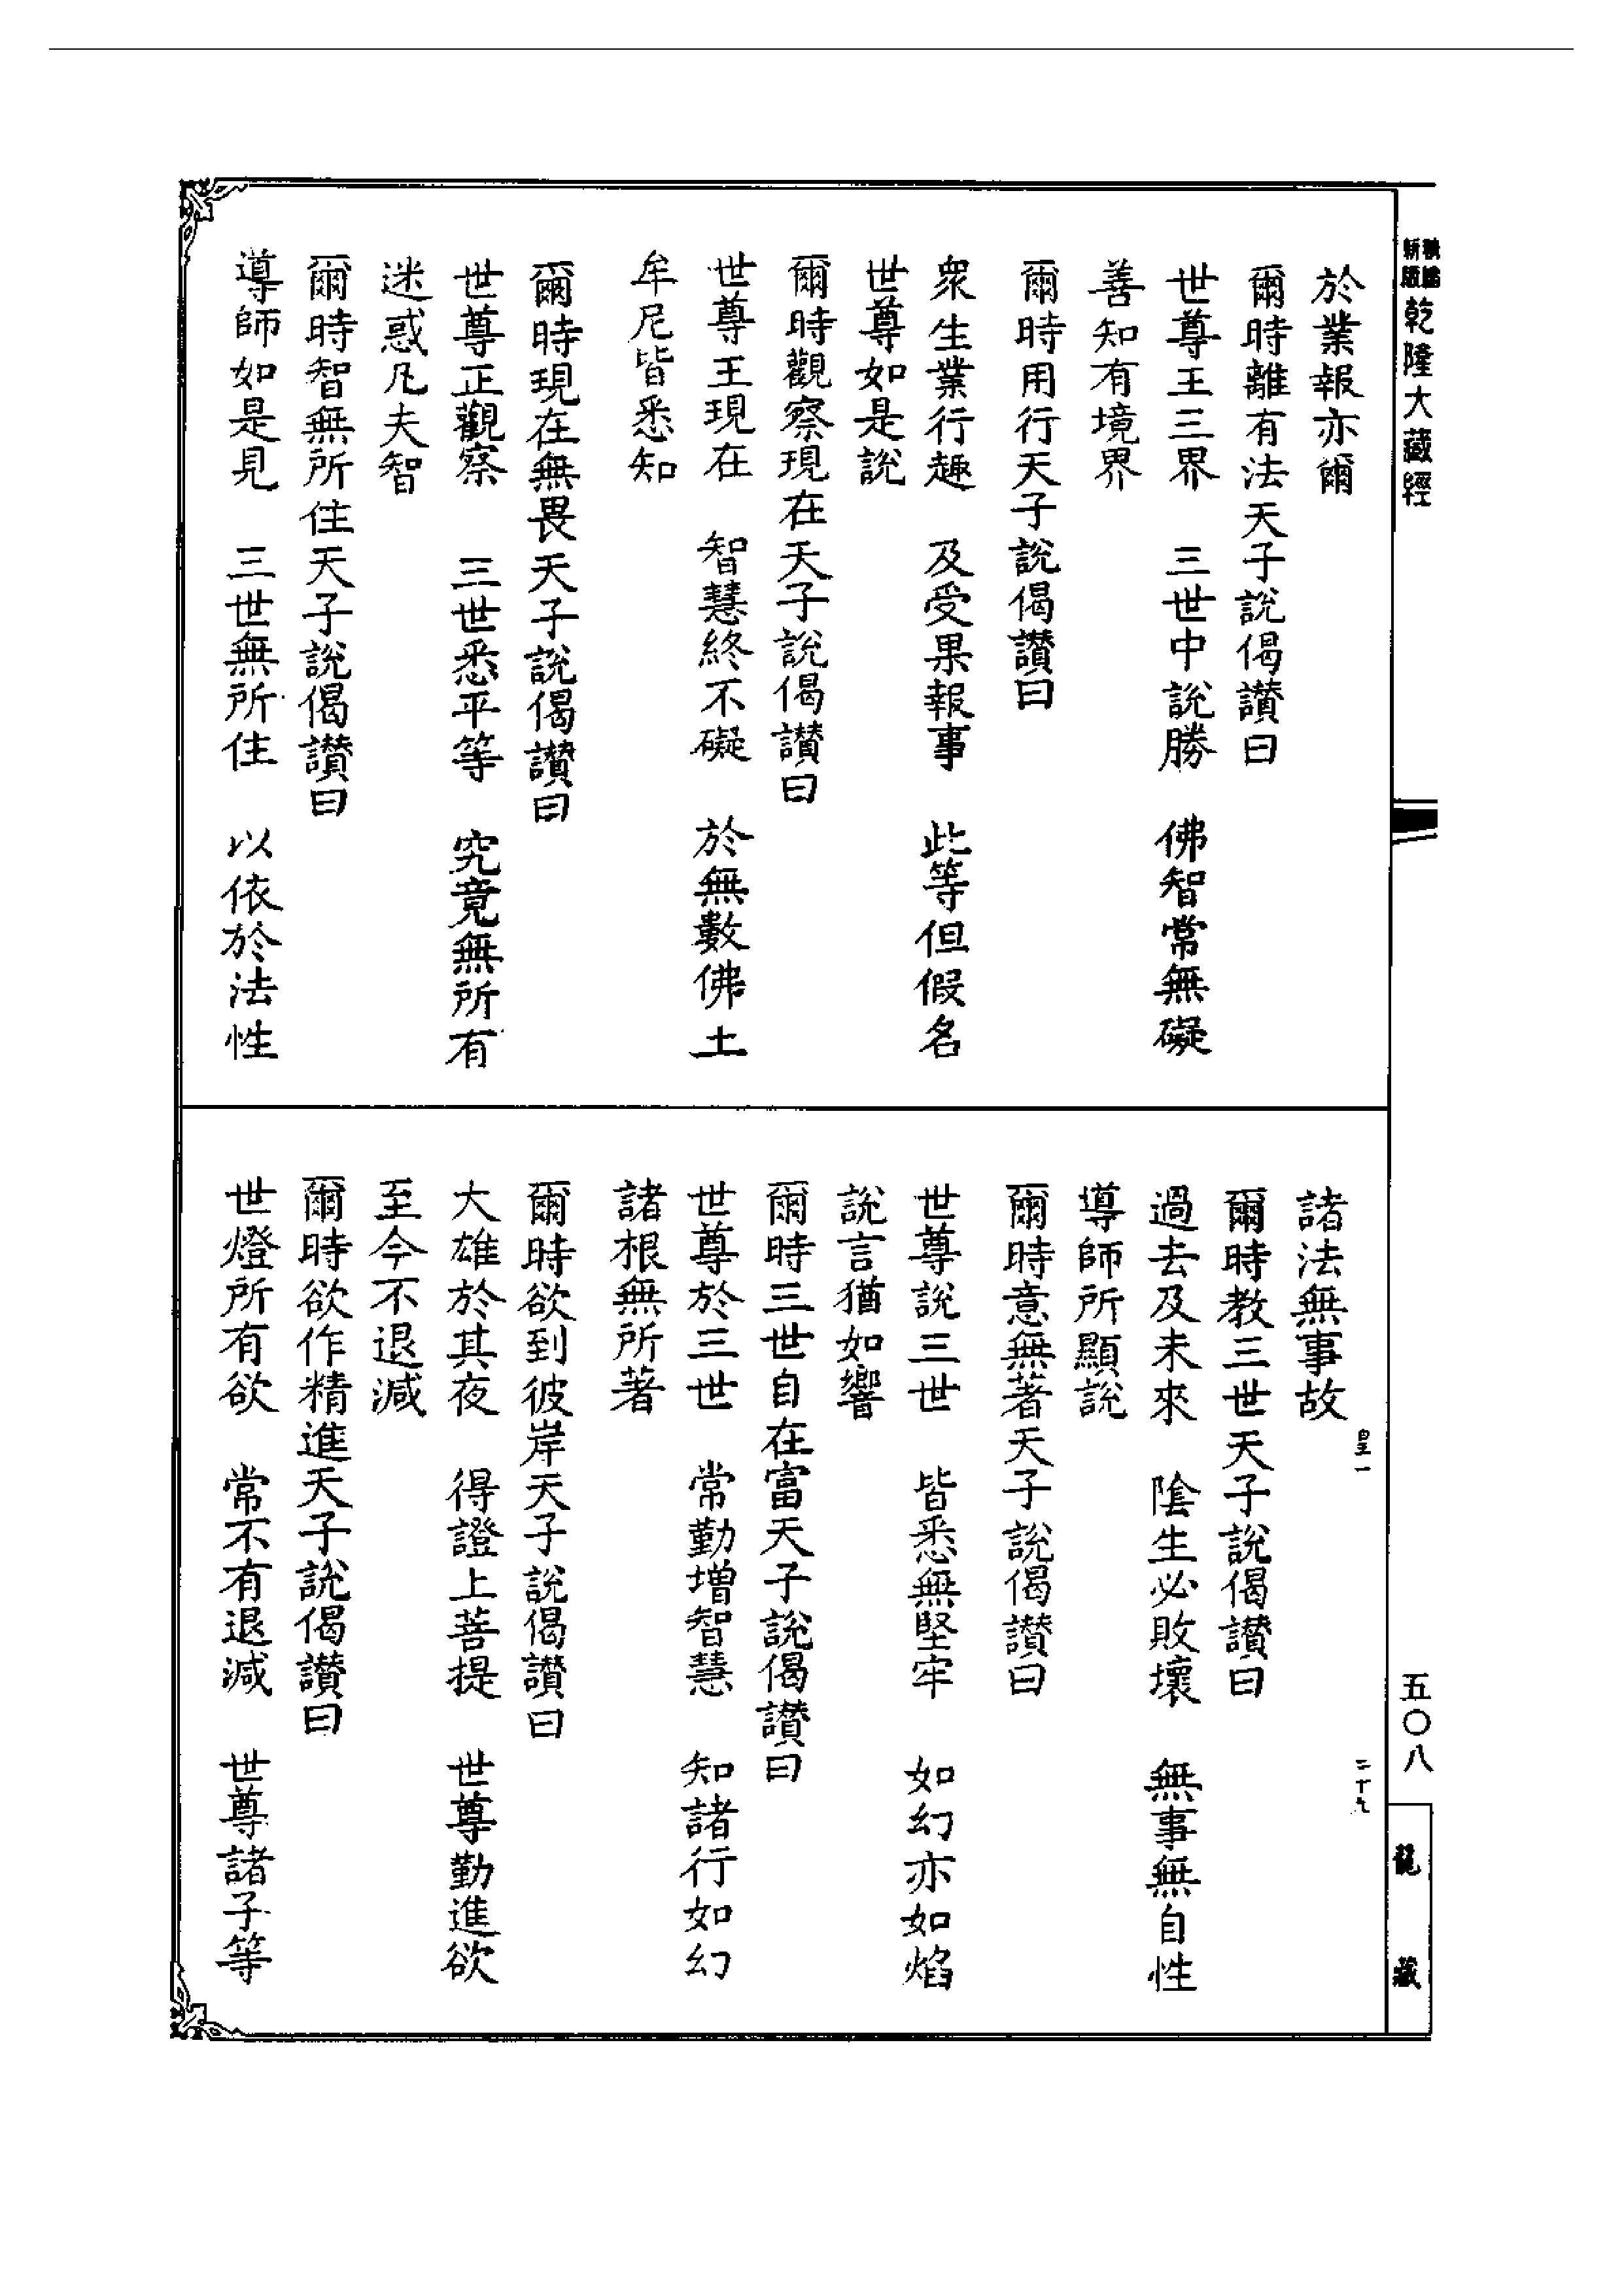 乾隆大藏經
五〇八
龍藏
於業報亦爾
爾時離有法天子說偈讚曰
世尊王三界　三世中說勝　佛智常無礙
善知有境界
爾時用行天子說偈讚曰
衆生業行趣　及受果報事　此等但假名
世尊如是說
爾時觀察現在天子說偈讚曰
世尊王現在　智慧終不礙　於無數佛土
牟尼皆悉知
爾時現在無畏天子說偈讚曰
世尊正觀察　三世悉平等　究竟無所有
迷惑凡夫智
爾時智無所住天子說偈讚曰
導師如是見　三世無所住　以依於法性
諸法無事故
皇一　二十九
爾時教三世天子說偈讚曰
過去及未來　陰生必敗壞　無事無自性
導師所顯說
爾時意無著天子說偈讚曰
世尊說三世　皆悉無堅牢　如幻亦如焰
說言猶如響
爾時三世自在富天子說偈讚曰
世尊於三世　常勤增智慧　知諸行如幻
諸根無所著
爾時欲到彼岸天子說偈讚曰
大雄於其夜　得證上菩提　世尊勤進欲
至今不退減
爾時欲作精進天子說偈讚曰
世燈所有欲　常不有退減　世尊諸子等